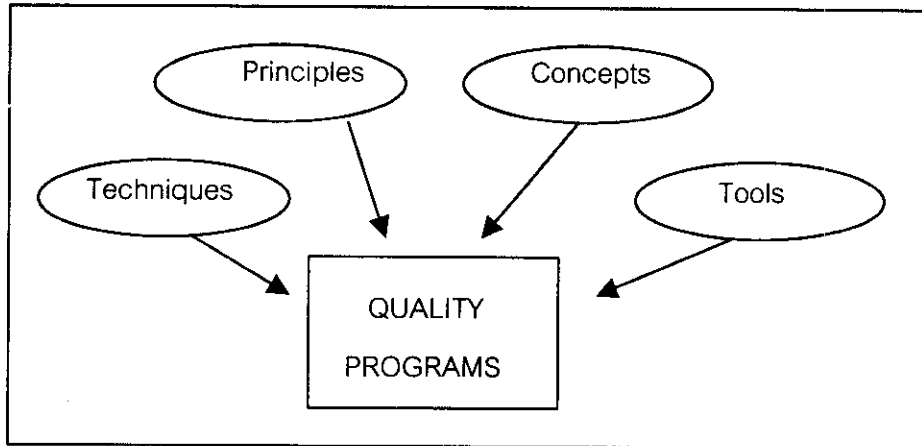 Principles
Concepts
Techniques
Tools
QUALITY
PROGRAMS